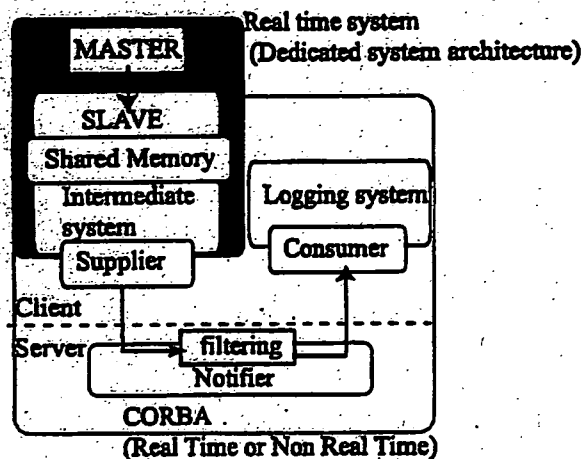 Real time system
(Dedicated system architecture)
MASTER
SLAVE
Shared Memory
Intermediate
system
Supplier
Logging system
Consumer
Client
Server
filtering
Notifier
CORBA
(Real Time or Non Real Time)